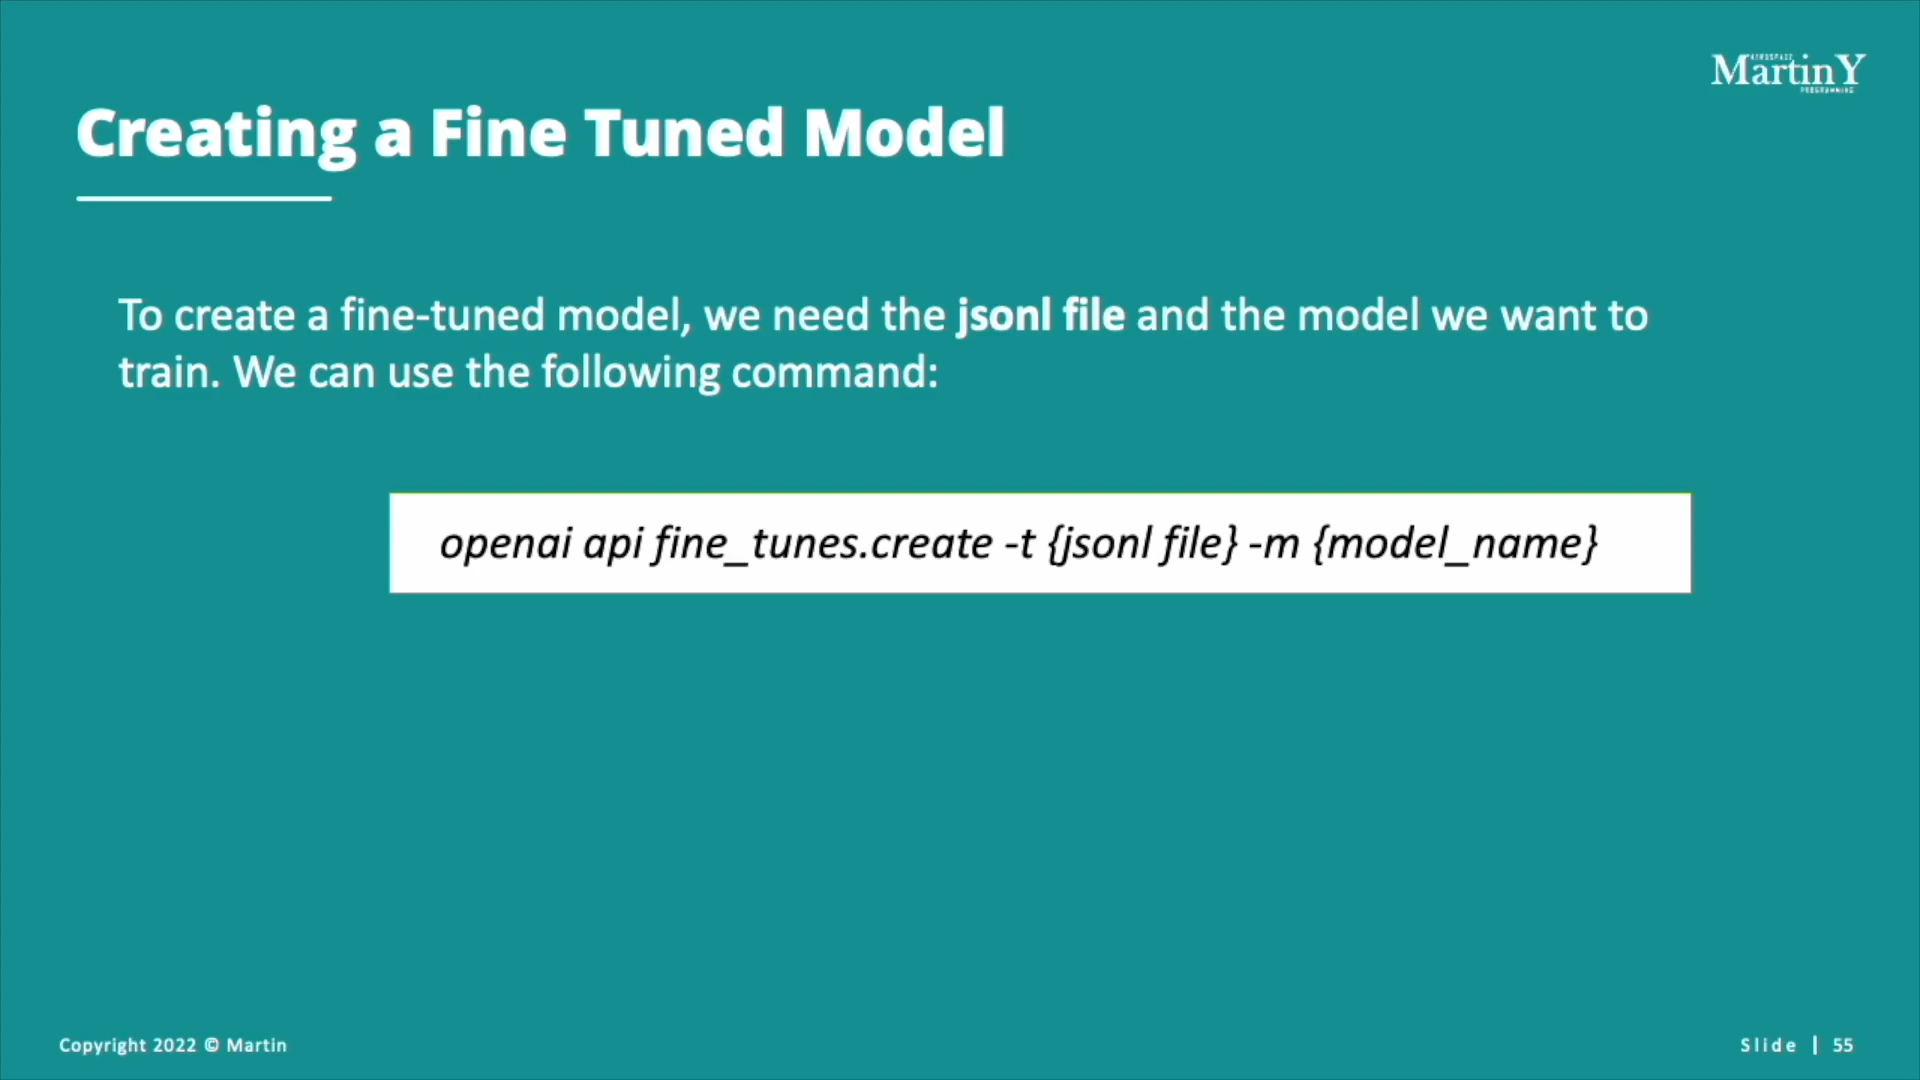 MartinY
PROGRAMMING
Creating a Fine Tuned Model
To create a fine-tuned model, we need the jsonl file and the model we want to
train. We can use the following command:
openai api fine_tunes.create -t {jsonl file} -m {model_name}
Copyright 2022 © Martin
Slide | 55